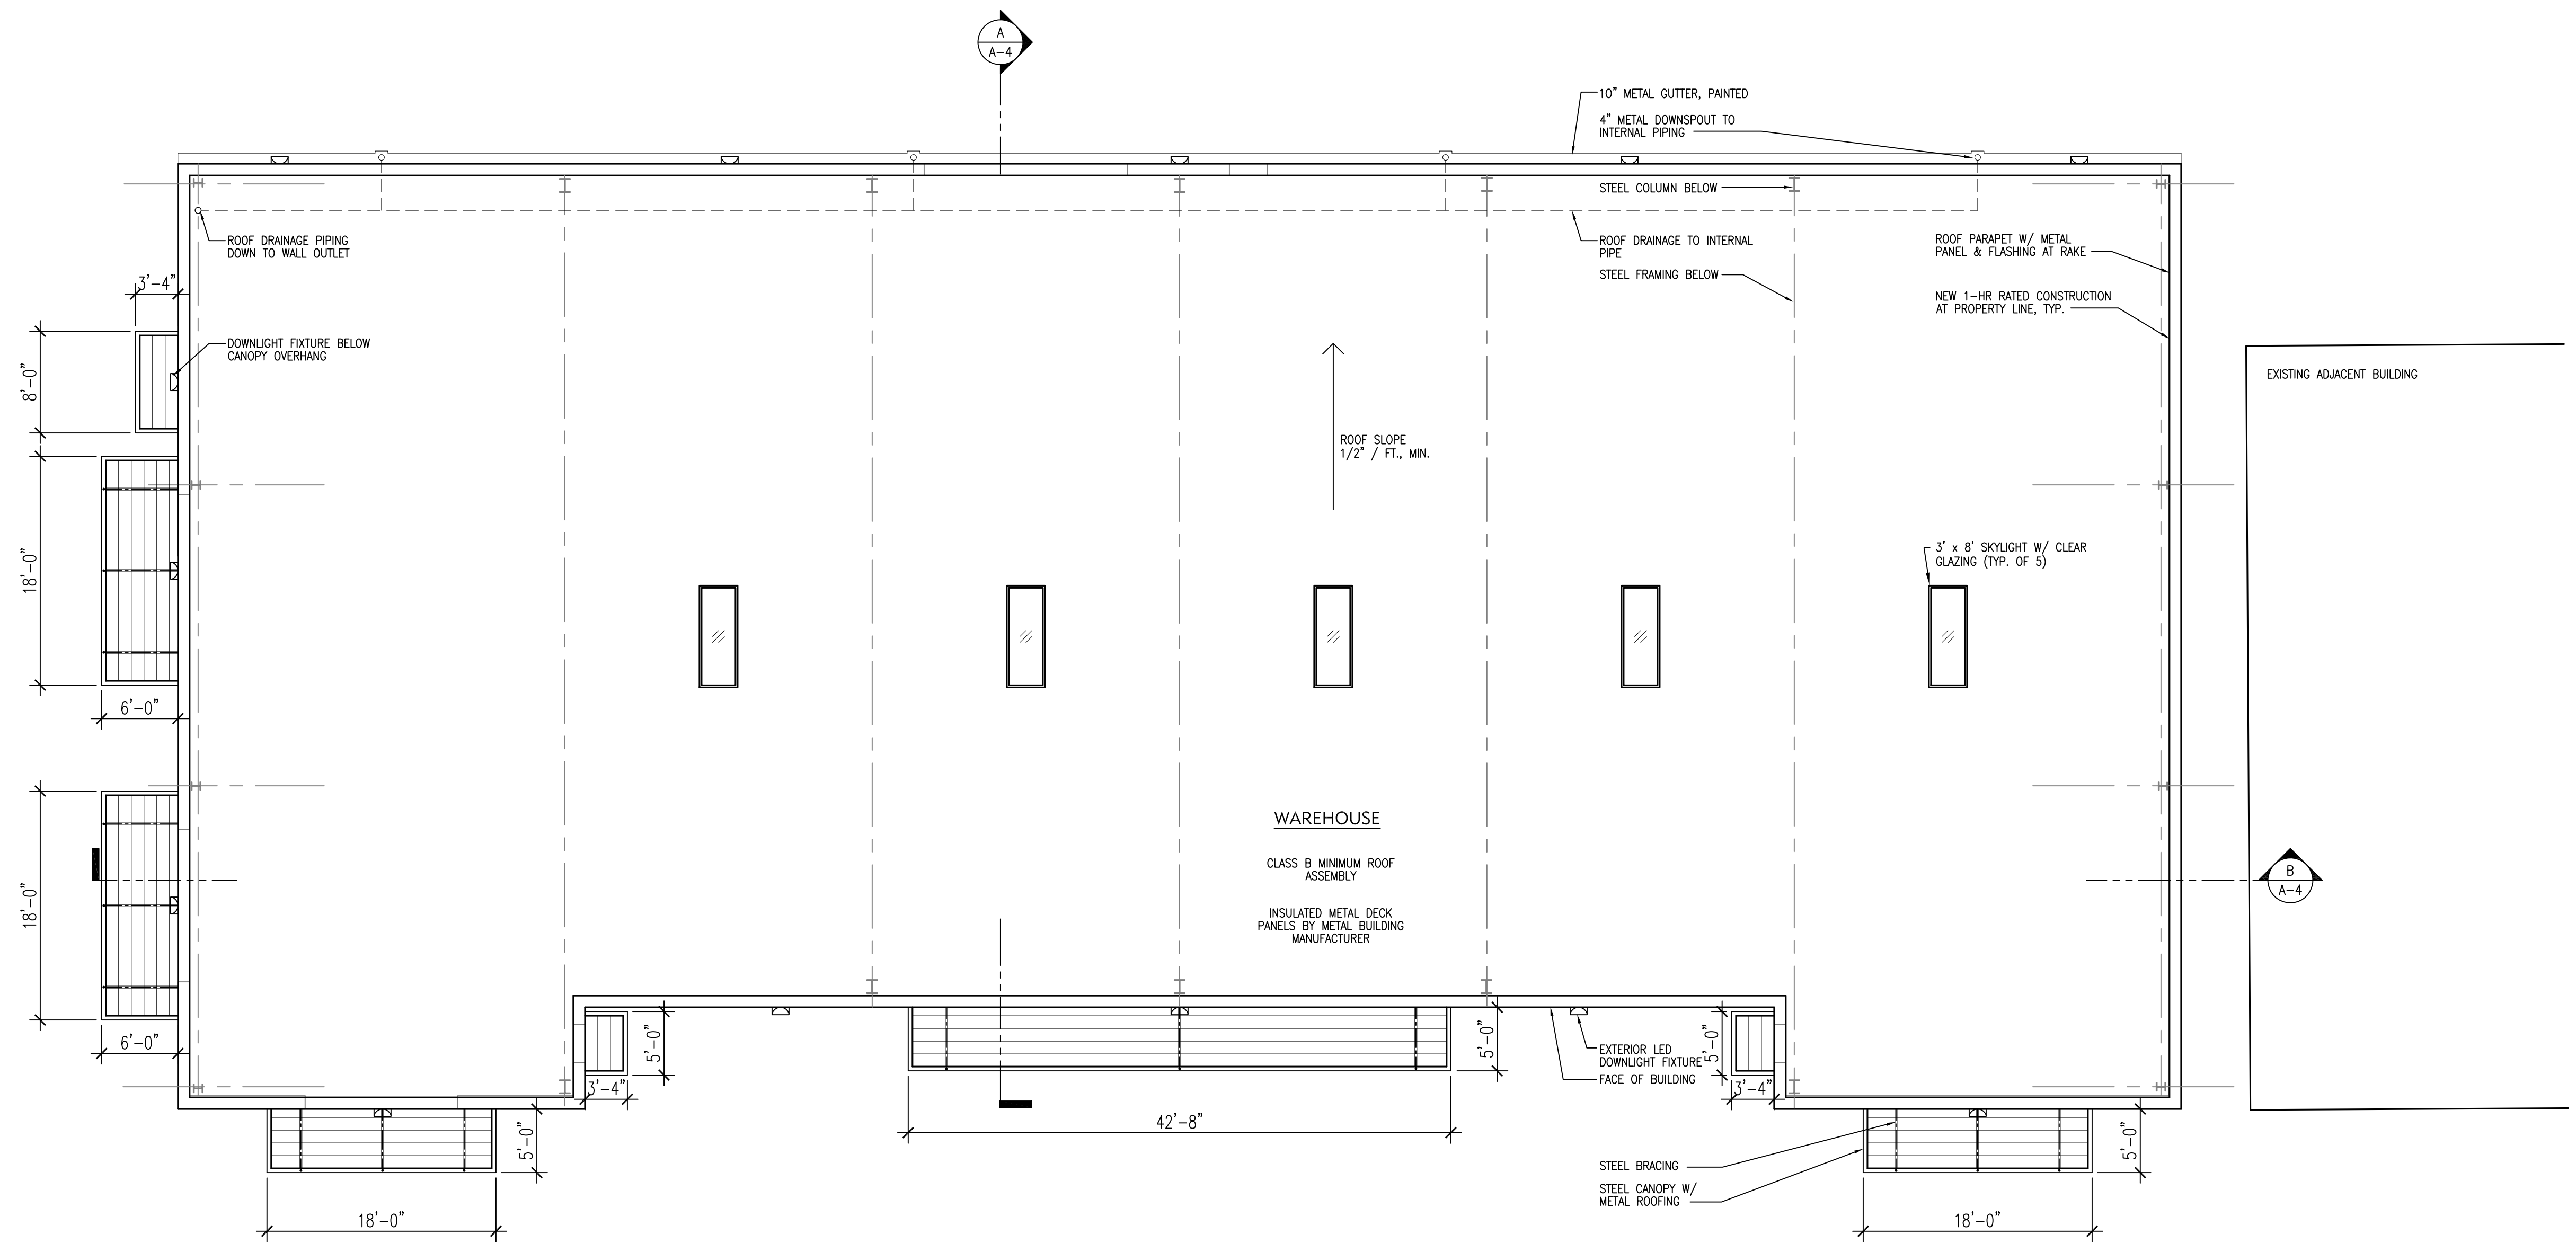 A
A-4
10" METAL GUTTER, PAINTED
4" METAL DOWNSPOUT TO
INTERNAL PIPING
STEEL COLUMN BELOW
ROOF DRAINAGE PIPING
DOWN TO WALL OUTLET
ROOF DRAINAGE TO INTERNAL
PIPE
STEEL FRAMING BELOW
ROOF PARAPET W/ METAL
PANEL & FLASHING AT RAKE
NEW 1-HR RATED CONSTRUCTION
AT PROPERTY LINE, TYP.
3'-4"
8'-0"
DOWNLIGHT FIXTURE BELOW
CANOPY OVERHANG
EXISTING ADJACENT BUILDING
ROOF SLOPE
1/2" / FT., MIN.
18'-0"
6'-0"
3' x 8' SKYLIGHT W/ CLEAR
GLAZING (TYP. OF 5)
WAREHOUSE
CLASS B MINIMUM ROOF
ASSEMBLY
INSULATED METAL DECK
PANELS BY METAL BUILDING
MANUFACTURER
B
A-4
18'-0"
6'-0"
5'-0"
3'-4"
5'-0"
EXTERIOR LED
DOWNLIGHT FIXTURE
FACE OF BUILDING
5'-0"
3'-4"
42'-8"
5'-0"
18'-0"
STEEL BRACING
STEEL CANOPY W/
METAL ROOFING
5'-0"
18'-0"